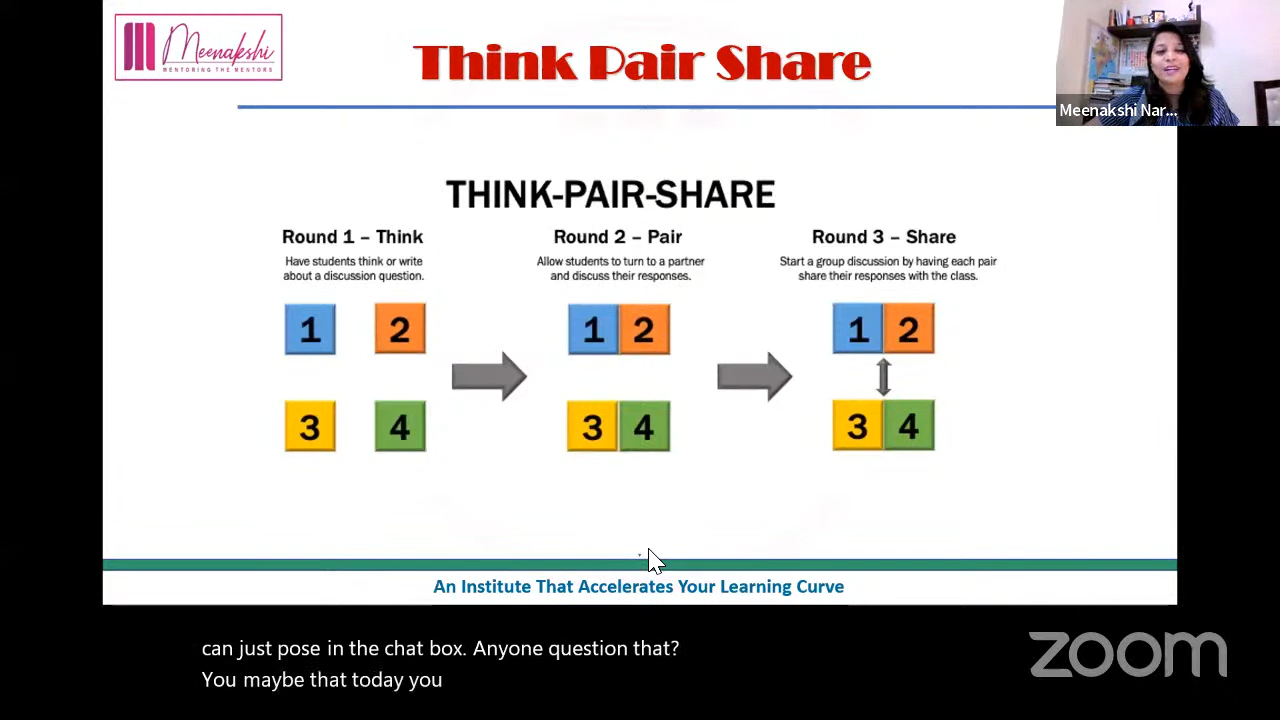 Meenakshi
MENTORING THE MENTORS
Think Pair Share
Meenakshi Nar...
THINK-PAIR-SHARE
Round 1 – Think
Have students think or write
about a discussion question.
Round 2 – Pair
Allow students to turn to a partner
and discuss their responses.
Round 3 – Share
Start a group discussion by having each pair
share their responses with the class.
1 2
1 2
1 2
3 4
3 4
3 4
An Institute That Accelerates Your Learning Curve
can just pose in the chat box. Anyone question that?
You maybe that today you
zoom